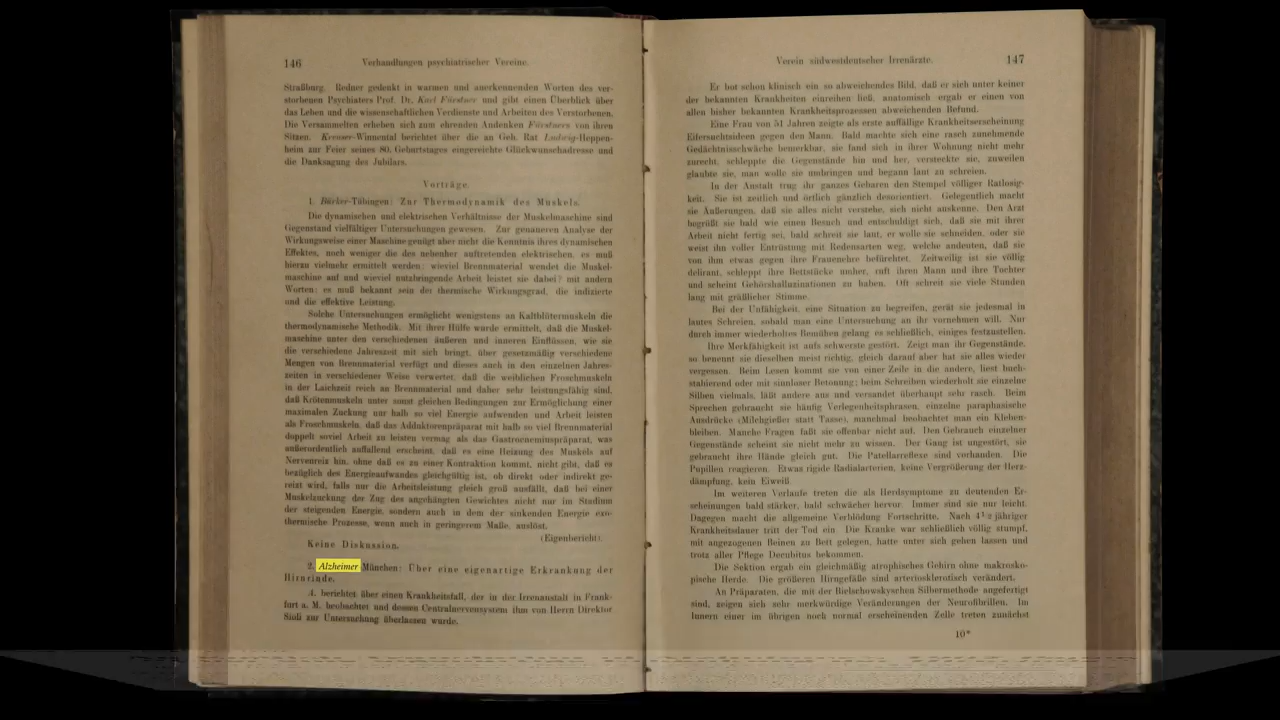 146
Verhandlungen psychiatrischer Vereine.
Straßburg. Redner gedenkt in warmen und anerkennenden Worten des ver-
storbenen Psychiaters Prof. Dr. Karl Fürstner und gibt einen Überblick über
das Leben und die wissenschaftlichen Verdienste und Arbeiten des Verstorbenen.
Die Versammelten erheben sich zum ehrenden Andenken Fürstners von ihren
Sitzen. Kreuser-Winnental berichtet über die an Geh. Rat Ludwig-Heppen-
heim zur Feier seines 80. Geburtstages eingereichte Glückwunschadresse und
die Danksagung des Jubilars.
Vorträge.
1. Bürker-Tübingen: Zur Thermodynamik des Muskels.
Die dynamischen und elektrischen Verhältnisse der Muskelmaschine sind
Gegenstand vielfältiger Untersuchungen gewesen. Zur genaueren Analyse der
Wirkungsweise einer Maschine genügt aber nicht die Kenntnis ihres dynamischen
Effektes, noch weniger die des nebenher auftretenden elektrischen, es muß
hierzu vielmehr ermittelt werden: wieviel Brennmaterial wendet die Muskel-
maschine auf und wieviel nutzbringende Arbeit leistet sie dabei? mit andern
Worten: es muß bekannt sein der thermische Wirkungsgrad, die indizierte
und die effektive Leistung.
Solche Untersuchungen ermöglicht wenigstens an Kaltblütermuskeln die
thermodynamische Methodik. Mit ihrer Hilfe wurde ermittelt, daß die Muskel-
maschine unter den verschiedenen äußeren und inneren Einflüssen, wie sie
die verschiedene Jahreszeit mit sich bringt, über gesetzmäßig verschiedene
Mengen von Brennmaterial verfügt und dieses auch in den einzelnen Jahres-
zeiten in verschiedener Weise verwertet, daß die weiblichen Froschmuskeln
in der Laichzeit reich an Brennmaterial und daher sehr leistungsfähig sind,
daß Krötenmuskeln unter sonst gleichen Bedingungen zur Ermöglichung einer
maximalen Zuckung nur halb so viel Energie aufwenden und Arbeit leisten
als Froschmuskeln, daß das Adduktorenpräparat mit halb so viel Brennmaterial
doppelt soviel Arbeit zu leisten vermag als das Gastrocnemiuspräparat, was
außerordentlich auffallend erscheint, daß es eine Heizung des Muskels auf
Nervenreiz hin, ohne daß es zu einer Kontraktion kommt, nicht gibt, daß es
bezüglich des Energieaufwandes gleichgültig ist, ob direkt oder indirekt ge-
reizt wird, falls nur die Arbeitsleistung gleich groß ausfällt, daß bei einer
Muskelzuckung der Zug des angehängten Gewichtes nicht nur im Stadium
der steigenden Energie, sondern auch in dem der sinkenden Energie exo-
thermische Prozesse, wenn auch in geringerem Maße, auslöst.
(Eigenbericht).
Keine Diskussion.
2. Alzheimer München: Über eine eigenartige Erkrankung der
Hirnrinde.
A. berichtet über einen Krankheitsfall, der in der Irrenanstalt in Frank-
furt a. M. beobachtet und dessen Centralnervensystem ihm von Herrn Direktor
Sioli zur Untersuchung überlassen wurde.
Verein südwestdeutscher Irrenärzte.
147
Er bot schon klinisch ein so abweichendes Bild, daß er sich unter keiner
der bekannten Krankheiten einreihen ließ, anatomisch ergab er einen von
allen bisher bekannten Krankheitsprozessen abweichenden Befund.
Eine Frau von 51 Jahren zeigte als erste auffällige Krankheitserscheinung
Eifersuchtsideen gegen den Mann. Bald machte sich eine rasch zunehmende
Gedächtnisschwäche bemerkbar, sie fand sich in ihrer Wohnung nicht mehr
zurecht, schleppte die Gegenstände hin und her, versteckte sie, zuweilen
glaubte sie, man wolle sie umbringen und begann laut zu schreien.
In der Anstalt trug ihr ganzes Gebaren den Stempel völliger Ratlosig-
keit. Sie ist zeitlich und örtlich gänzlich desorientiert. Gelegentlich macht
sie Äußerungen, daß sie alles nicht verstehe, sich nicht auskenne. Den Arzt
begrüßt sie bald wie einen Besuch und entschuldigt sich, daß sie mit ihrer
Arbeit nicht fertig sei, bald schreit sie laut, er wolle sie schneiden, oder sie
weist ihn voller Entrüstung mit Redensarten weg, welche andeuten, daß sie
von ihm etwas gegen ihre Frauenehre befürchtet. Zeitweilig ist sie völlig
delirant, schleppt ihre Bettstücke umher, ruft ihren Mann und ihre Tochter
und scheint Gehörshalluzinationen zu haben. Oft schreit sie viele Stunden
lang mit gräßlicher Stimme.
Bei der Unfähigkeit, eine Situation zu begreifen, gerät sie jedesmal in
lautes Schreien, sobald man eine Untersuchung an ihr vornehmen will. Nur
durch immer wiederholtes Bemühen gelang es schließlich, einiges festzustellen.
Ihre Merkfähigkeit ist aufs schwerste gestört. Zeigt man ihr Gegenstände,
so benennt sie dieselben meist richtig, gleich darauf aber hat sie alles wieder
vergessen. Beim Lesen kommt sie von einer Zeile in die andere, liest buch-
stabierend oder mit sinnloser Betonung; beim Schreiben wiederholt sie einzelne
Silben vielmals, läßt andere aus und versandet überhaupt sehr rasch. Beim
Sprechen gebraucht sie häufig Verlegenheitsphrasen, einzelne paraphasische
Ausdrücke (Milchgießer statt Tasse), manchmal beobachtet man ein Kleben-
bleiben. Manche Fragen faßt sie offenbar nicht auf. Den Gebrauch einzelner
Gegenstände scheint sie nicht mehr zu wissen. Der Gang ist ungestört, sie
gebraucht ihre Hände gleich gut. Die Patellarreflexe sind vorhanden. Die
Pupillen reagieren. Etwas rigide Radialarterien, keine Vergrößerung der Herz-
dämpfung, kein Eiweiß.
Im weiteren Verlaufe treten die als Herdsymptome zu deutenden Er-
scheinungen bald stärker, bald schwächer hervor. Immer sind sie nur leicht.
Dagegen macht die allgemeine Verblödung Fortschritte. Nach 4 1/2 jähriger
Krankheitsdauer tritt der Tod ein. Die Kranke war schließlich völlig stumpf,
mit angezogenen Beinen zu Bett gelegen, hatte unter sich gehen lassen und
trotz aller Pflege Decubitus bekommen.
Die Sektion ergab ein gleichmäßig atrophisches Gehirn ohne makrosko-
pische Herde. Die größeren Hirngefäße sind arteriosklerotisch verändert.
An Präparaten, die mit der Bielschowskyschen Silbermethode angefertigt
sind, zeigen sich sehr merkwürdige Veränderungen der Neurofibrillen. Im
Innern einer im übrigen noch normal erscheinenden Zelle treten zunächst
10*